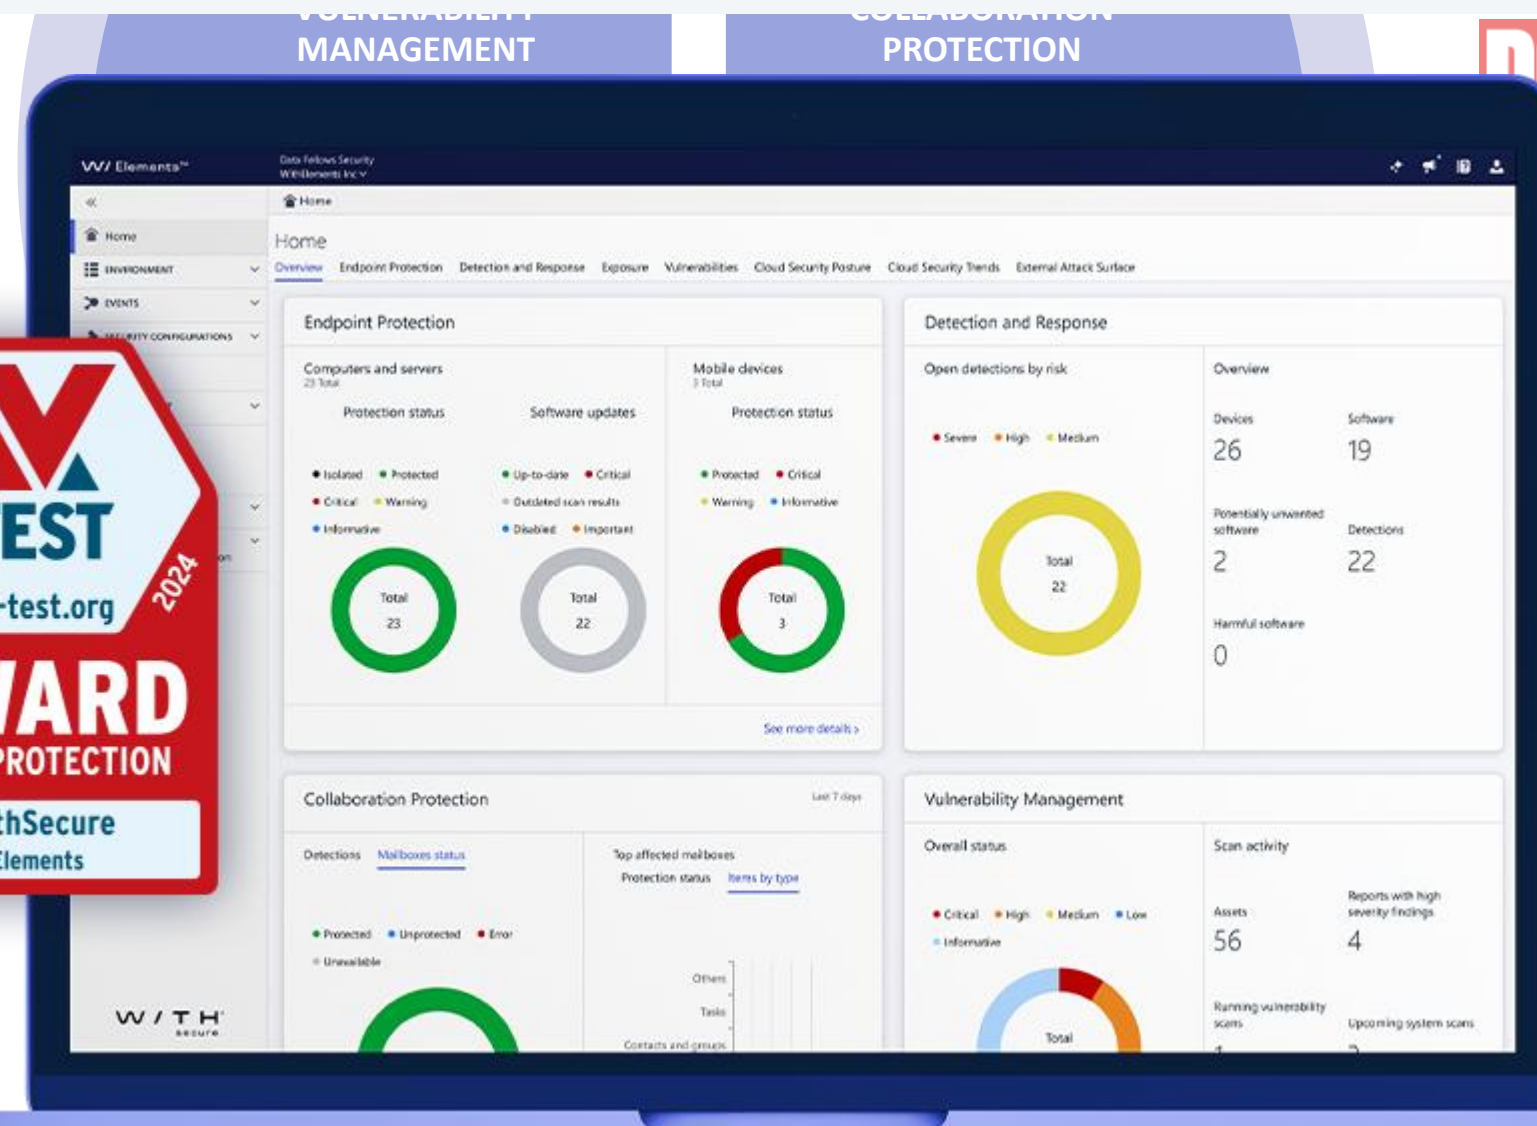 VULNERABILITY
MANAGEMENT
COLLABORATION
PROTECTION
W/ Elements™
Data Fellows Security
WithElements Inc
Home
Home
ENVIRONMENT
EVENTS
SECURITY CONFIGURATIONS
Home
Overview Endpoint Protection Detection and Response Exposure Vulnerabilities Cloud Security Posture Cloud Security Trends External Attack Surface
Endpoint Protection
Computers and servers
23 Total
Protection status
Isolated Protected
Critical Warning
Informative
Total
23
Software updates
Up-to-date Critical
Outdated scan results
Disabled Important
Total
22
Mobile devices
3 Total
Protection status
Protected Critical
Warning Informative
Total
3
See more details >
Detection and Response
Open detections by risk
Severe High Medium
Total
22
Overview
Devices
26
Software
19
Potentially unwanted
software
2
Detections
22
Harmful software
0
Collaboration Protection
Last 7 days
Detections Mailboxes status
Protected Unprotected Error
Unavailable
Top affected mailboxes
Protection status Items by type
Others
Tasks
Contacts and groups
Vulnerability Management
Overall status
Critical High Medium Low
Informative
Total
Scan activity
Assets
56
Reports with high
severity findings
4
Running vulnerability
scans
Upcoming system scans
W / T H
secure
TEST
-test.org
2024
WARD
PROTECTION
thSecure
Elements